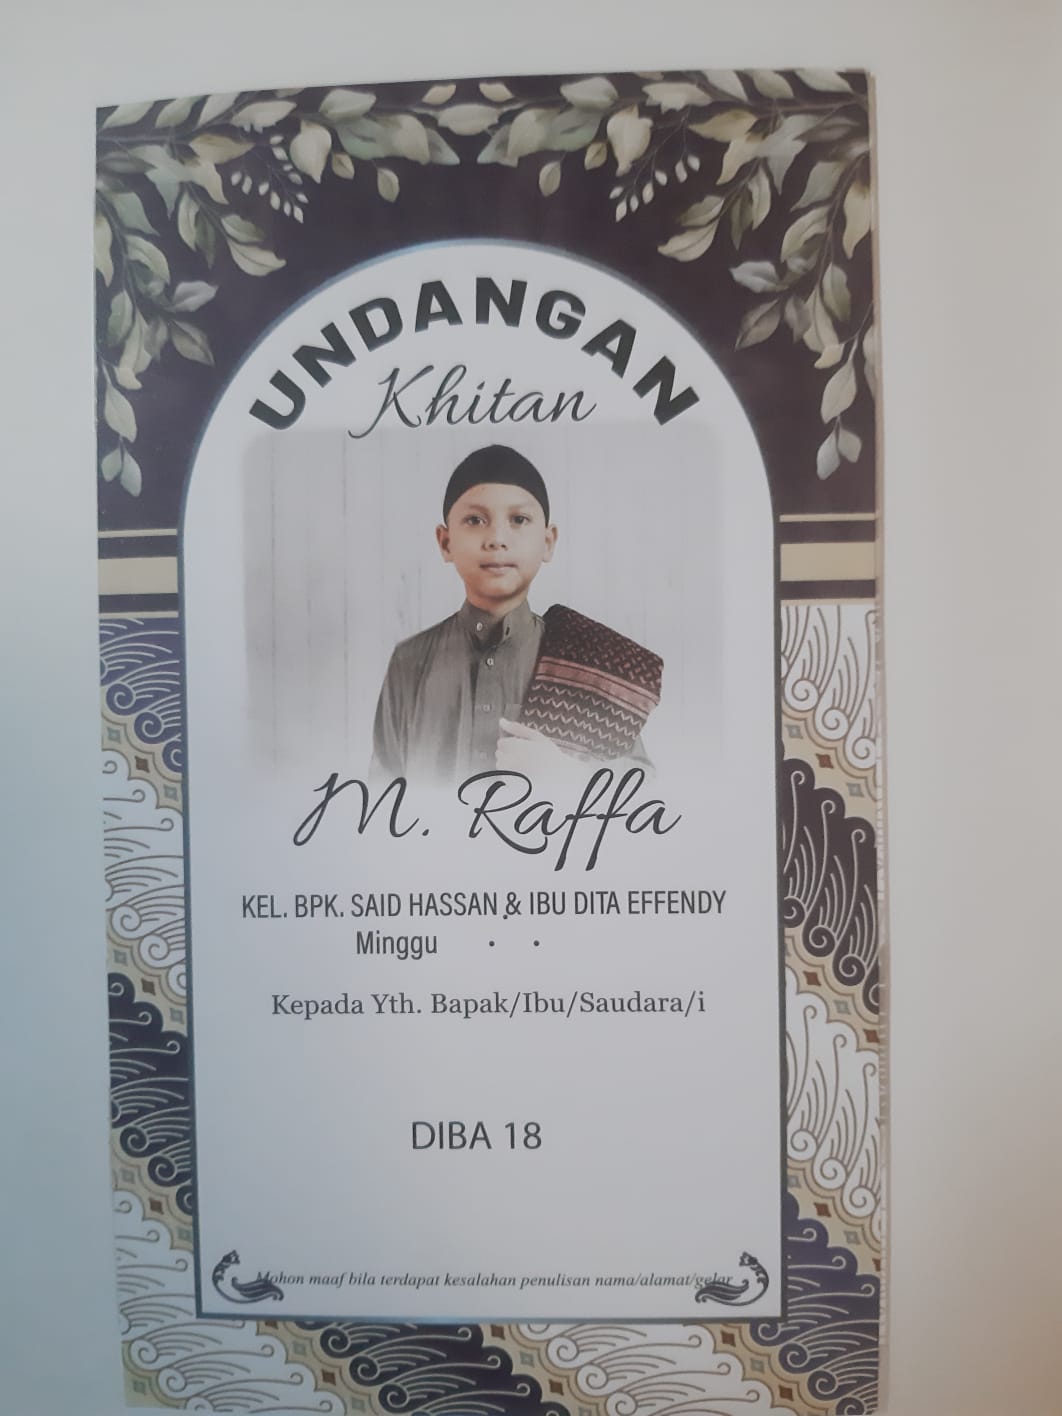 UNDANGAN
Khitan
M. Raffa
KEL. BPK. SAID HASSAN & IBU DITA EFFENDY
Minggu . .
Kepada Yth. Bapak/Ibu/Saudara/i
DIBA 18
Mohon maaf bila terdapat kesalahan penulisan nama/alamat/gelar